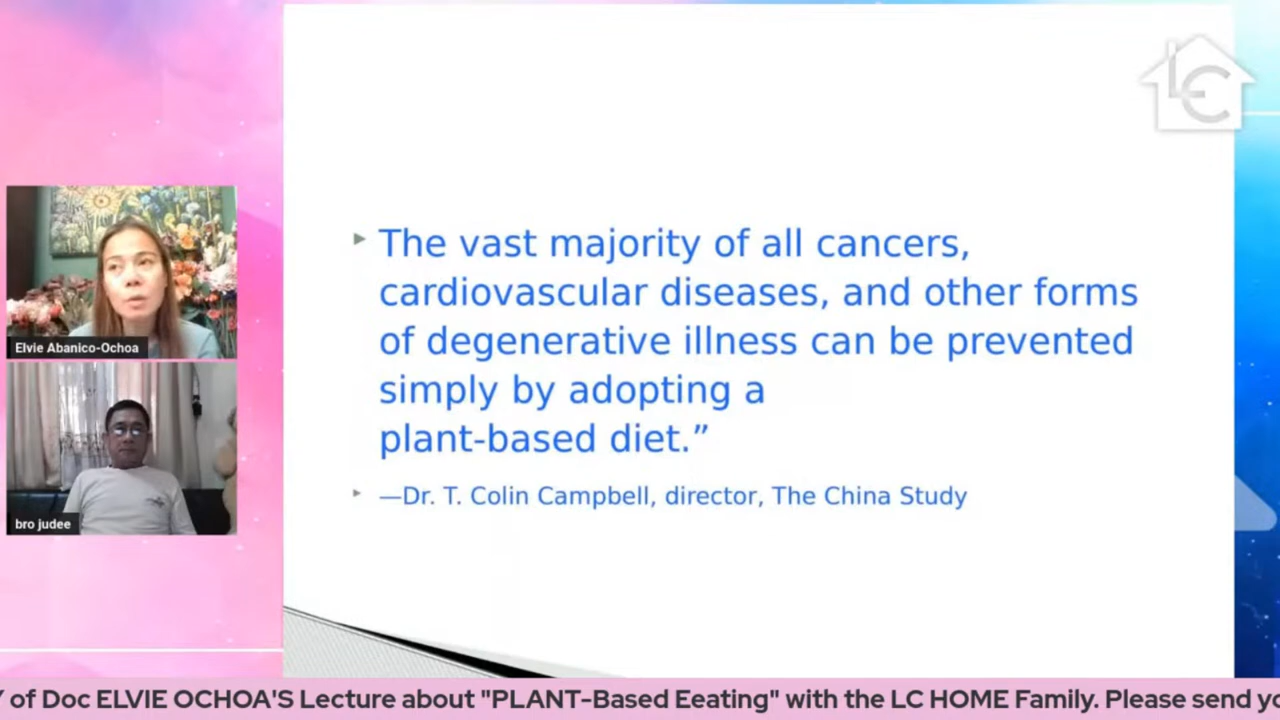 LC
The vast majority of all cancers,
cardiovascular diseases, and other forms
of degenerative illness can be prevented
simply by adopting a
plant-based diet.”
—Dr. T. Colin Campbell, director, The China Study
Elvie Abanico-Ochoa
bro judee
of Doc ELVIE OCHOA'S Lecture about "PLANT-Based Eeating" with the LC HOME Family. Please send